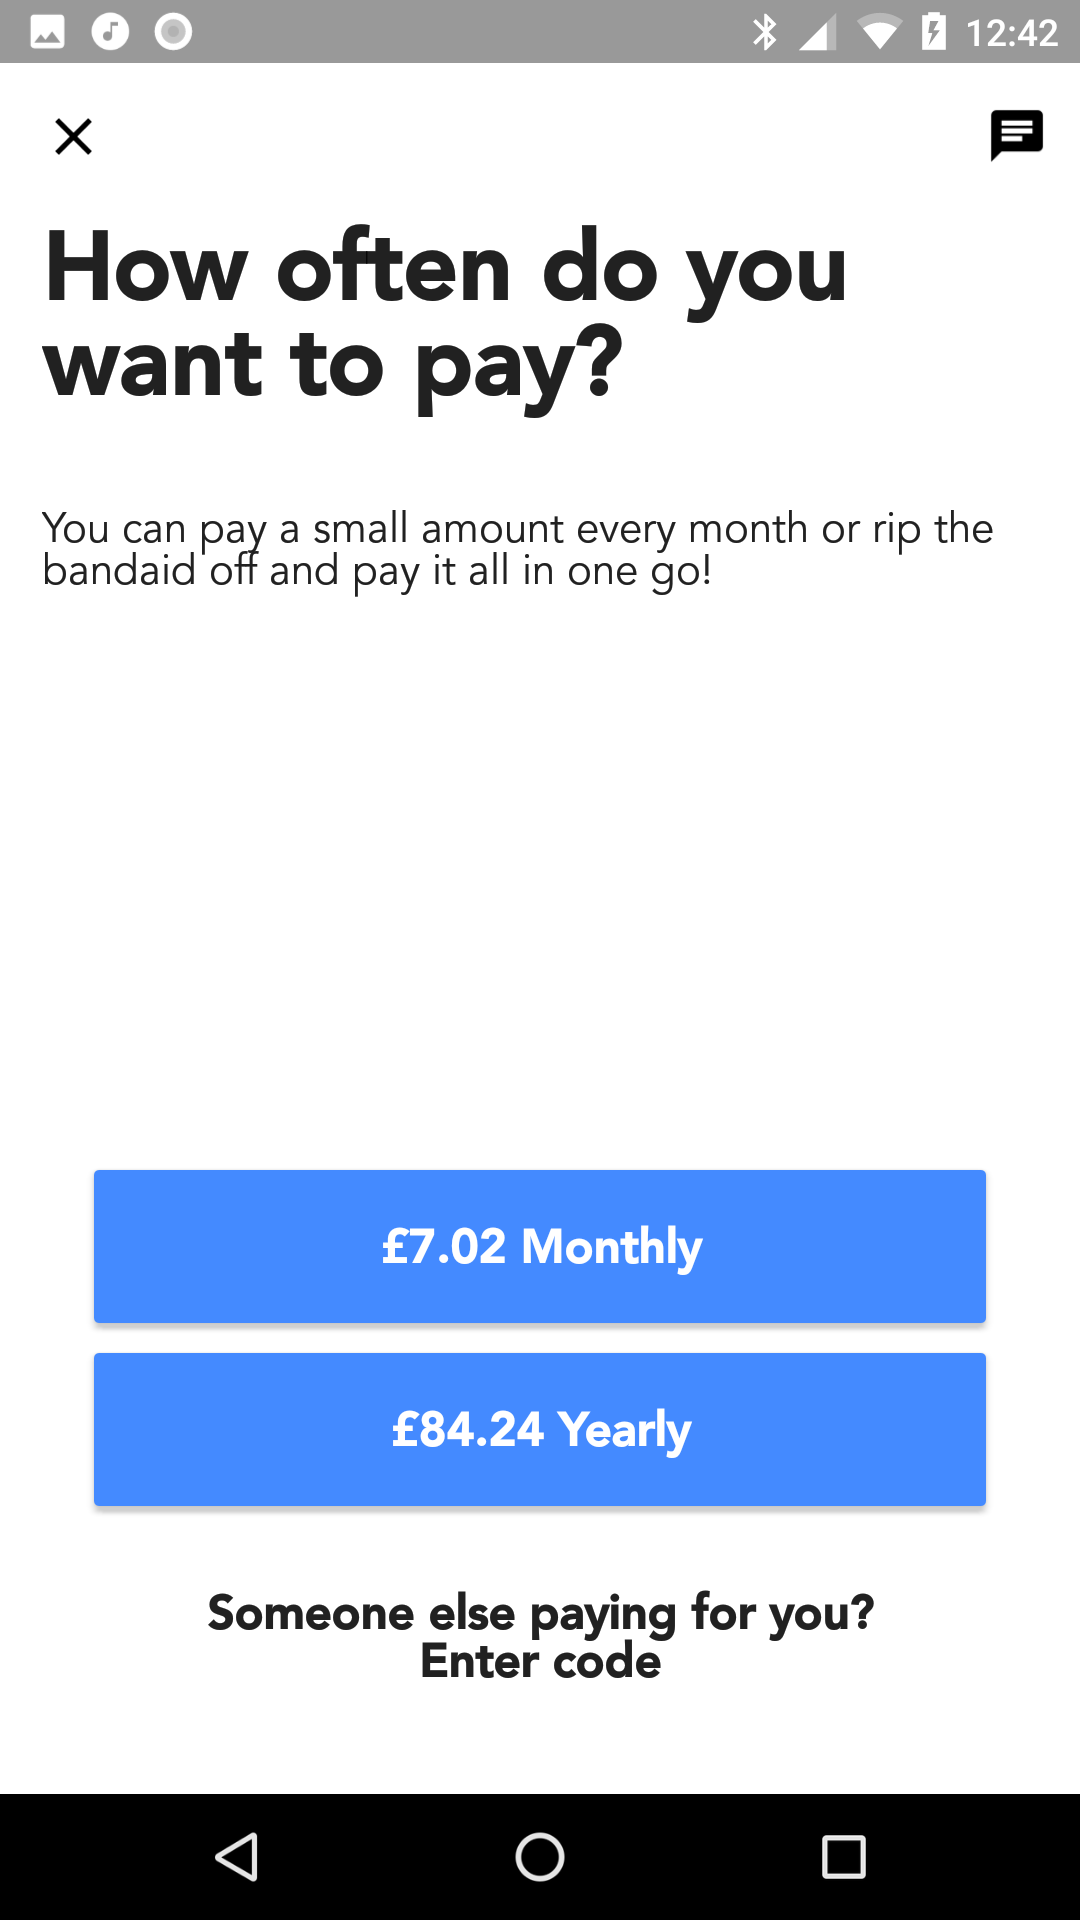 12:42
How often do you
want to pay?
You can pay a small amount every month or rip the
bandaid off and pay it all in one go!
£7.02 Monthly
£84.24 Yearly
Someone else paying for you?
Enter code